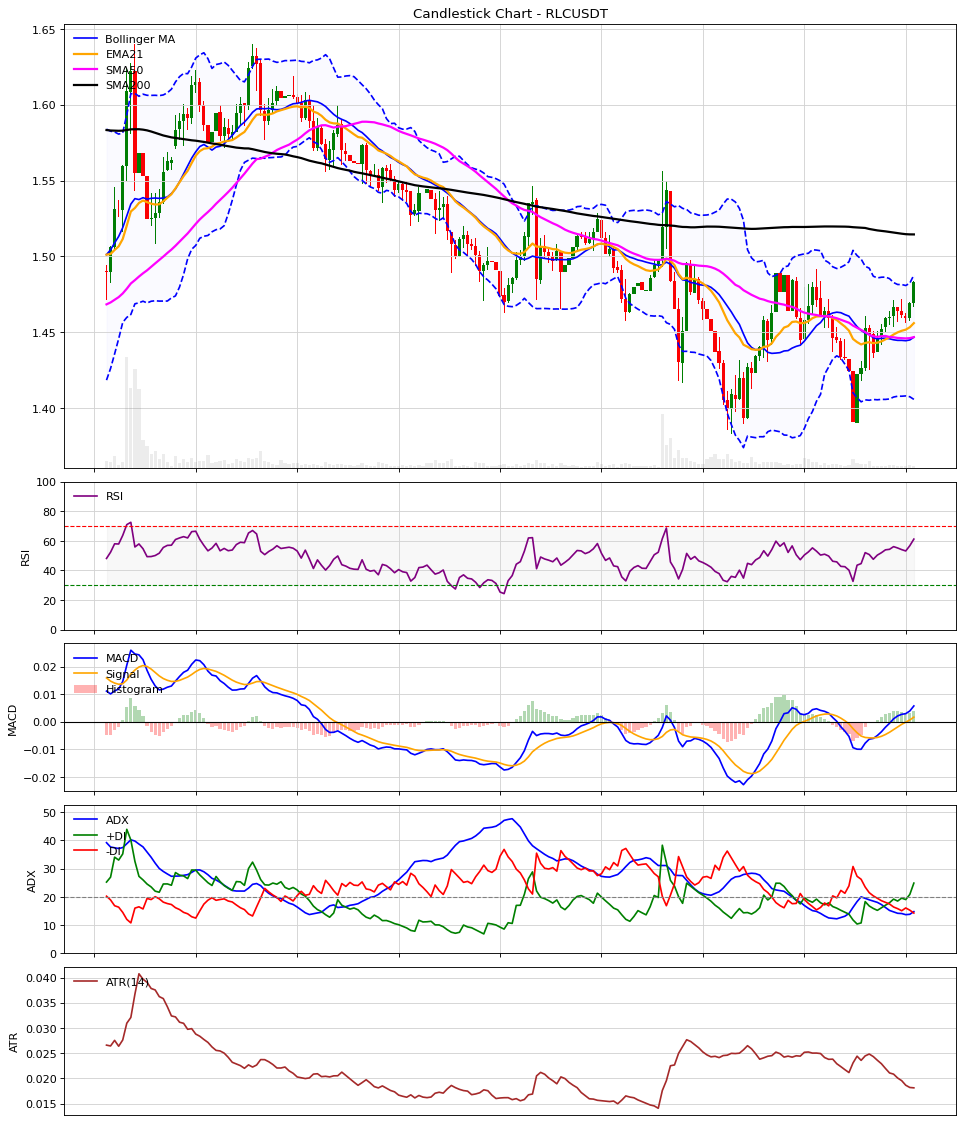 Candlestick Chart - RLCUSDT
1.65
1.60
1.55
1.50
1.45
1.40
Bollinger MA
EMA21
SMA50
SMA200
100
80
60
40
20
0
RSI
RSI
0.02
0.01
0.00
−0.01
−0.02
MACD
MACD
Signal
Histogram
50
40
30
20
10
0
ADX
ADX
+DI
-DI
0.040
0.035
0.030
0.025
0.020
0.015
ATR
ATR(14)